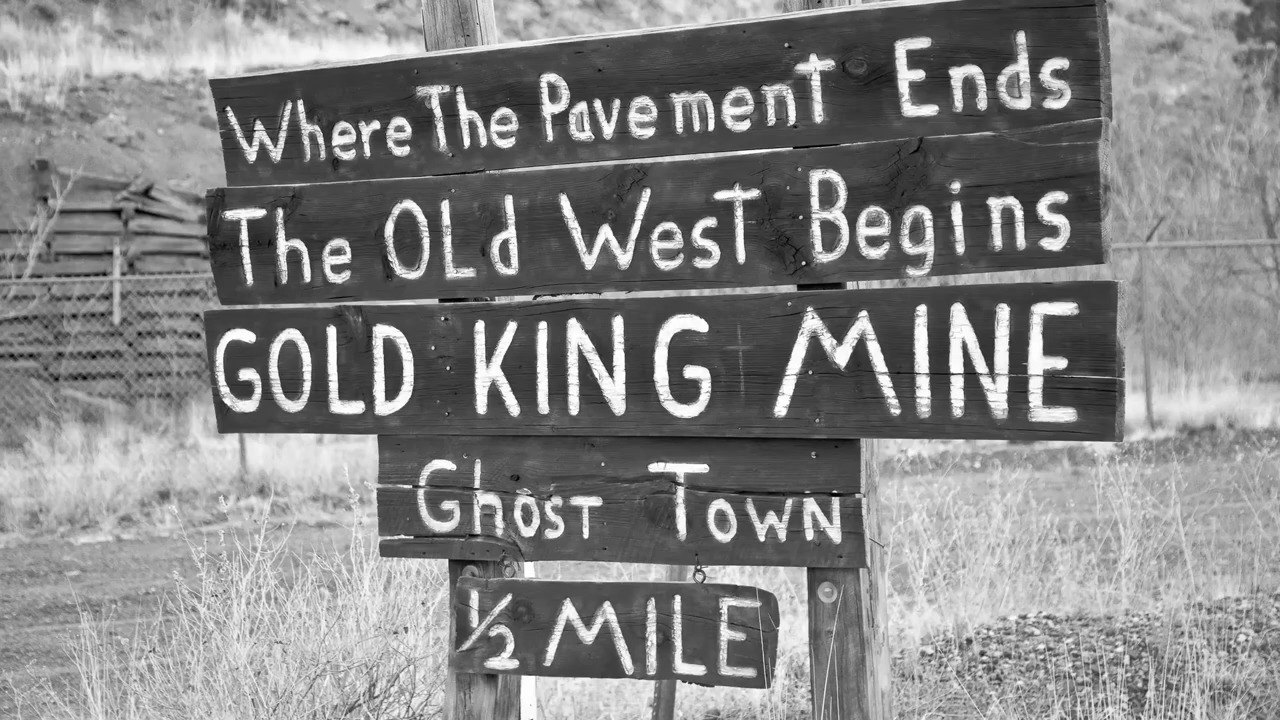 Where The Pavement Ends
The Old West Begins
GOLD KING MINE
Ghost Town
½ MILE